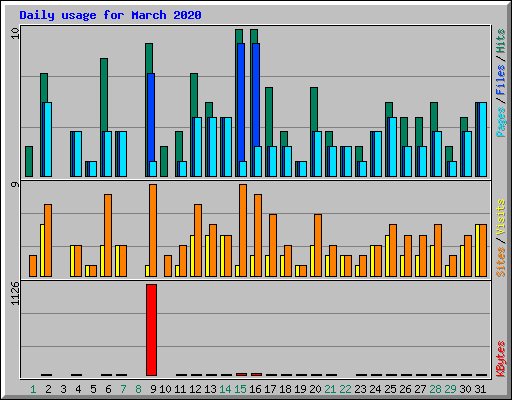 Daily usage for March 2020
10
Pages / Files / Hits
9
Sites / Visits
1126
KBytes
1 2 3 4 5 6 7 8 9 10 11 12 13 14 15 16 17 18 19 20 21 22 23 24 25 26 27 28 29 30 31